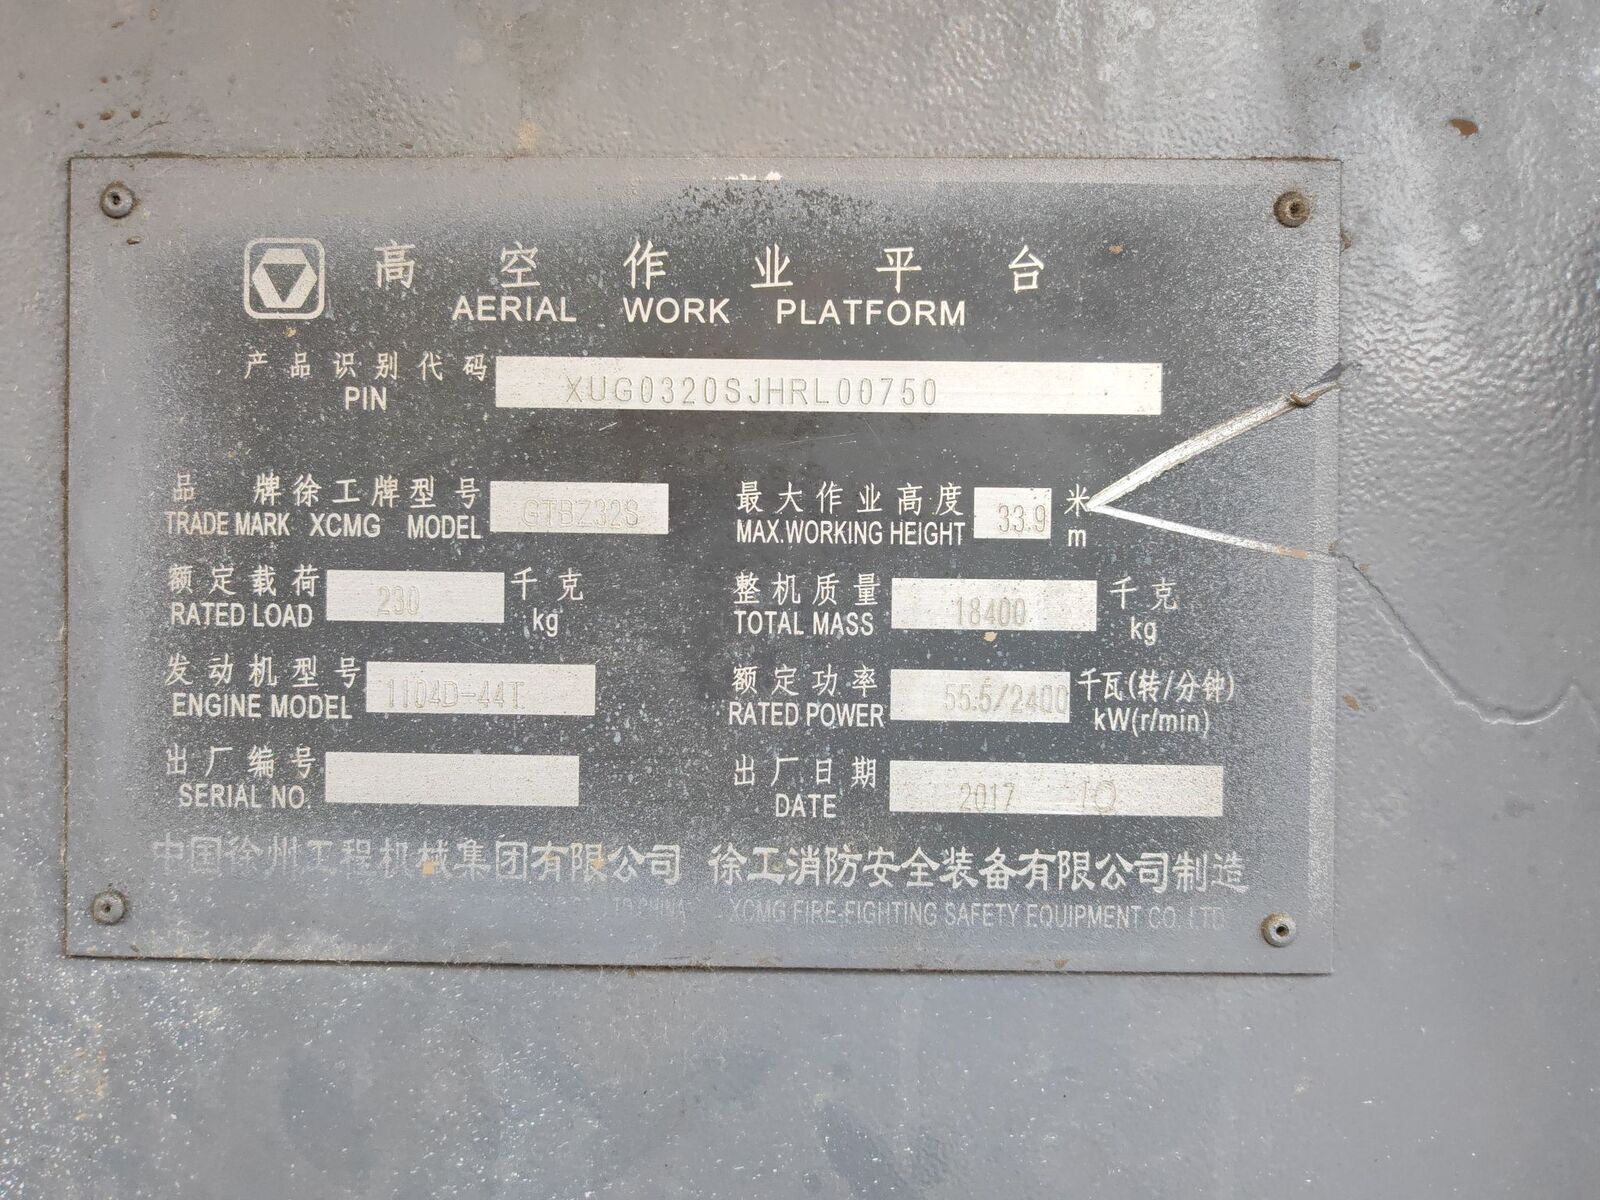 高空作业平台
AERIAL WORK PLATFORM
产品识别代码 XUG0320SJHRL00750
PIN
品 牌 徐工牌 型号 GTBZ32S
TRADE MARK XCMG MODEL
最大作业高度 33.9 米
MAX.WORKING HEIGHT m
额定载荷 230 千克
RATED LOAD kg
整机质量 18400 千克
TOTAL MASS kg
发动机型号 1104D-44T
ENGINE MODEL
额定功率 55.5/2400 千瓦(转/分钟)
RATED POWER kW(r/min)
出厂编号
SERIAL NO.
出厂日期 2017 10
DATE
中国徐州工程机械集团有限公司 徐工消防安全装备有限公司制造
LTD CHINA XCMG FIRE-FIGHTING SAFETY EQUIPMENT CO. LTD